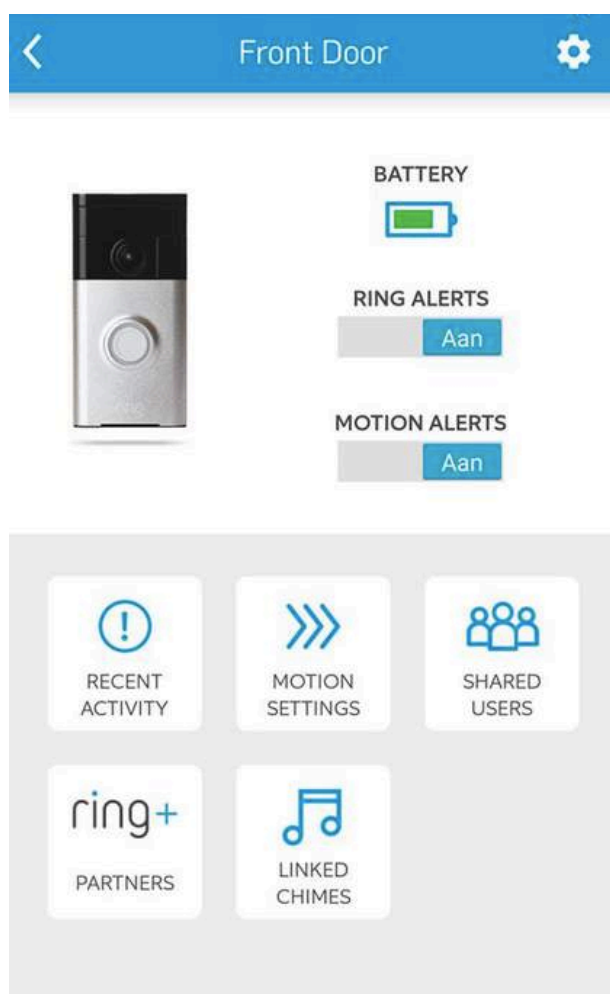 Front Door
BATTERY
RING ALERTS
Aan
MOTION ALERTS
Aan
RECENT
ACTIVITY
MOTION
SETTINGS
SHARED
USERS
ring+
PARTNERS
LINKED
CHIMES
ring